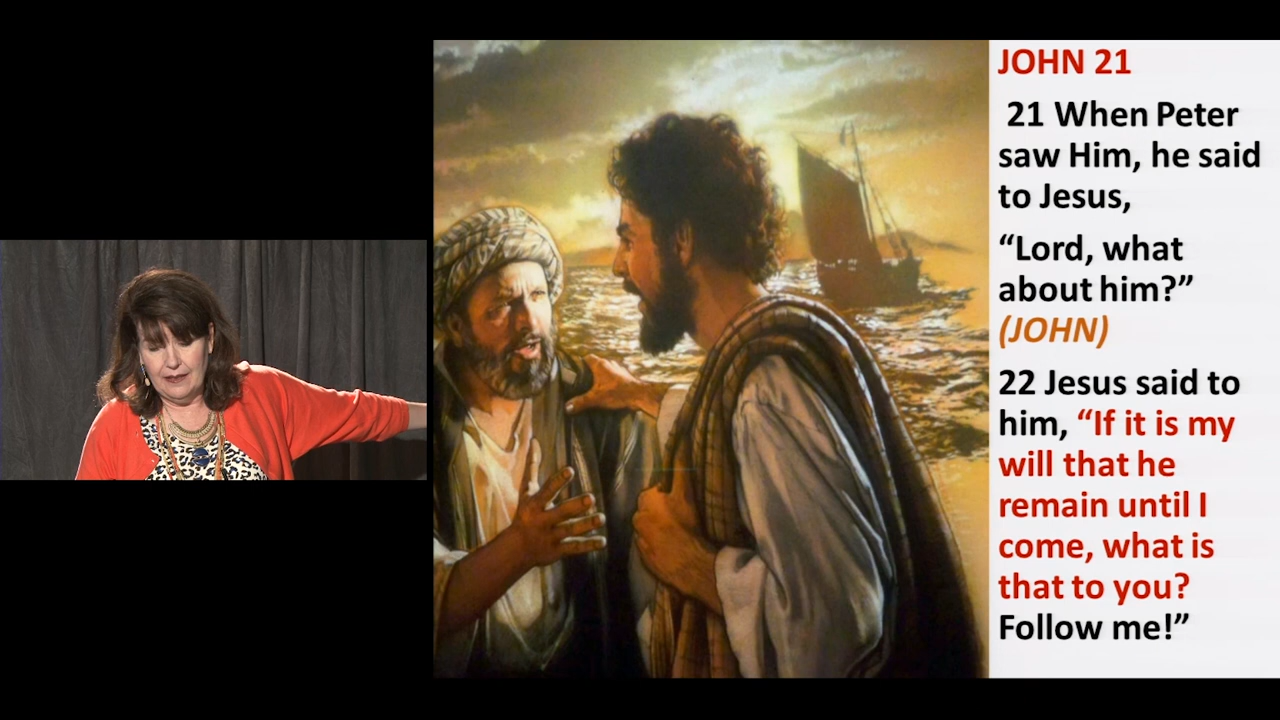 JOHN 21
21 When Peter
saw Him, he said
to Jesus,
“Lord, what
about him?”
(JOHN)
22 Jesus said to
him, “If it is my
will that he
remain until I
come, what is
that to you?
Follow me!”